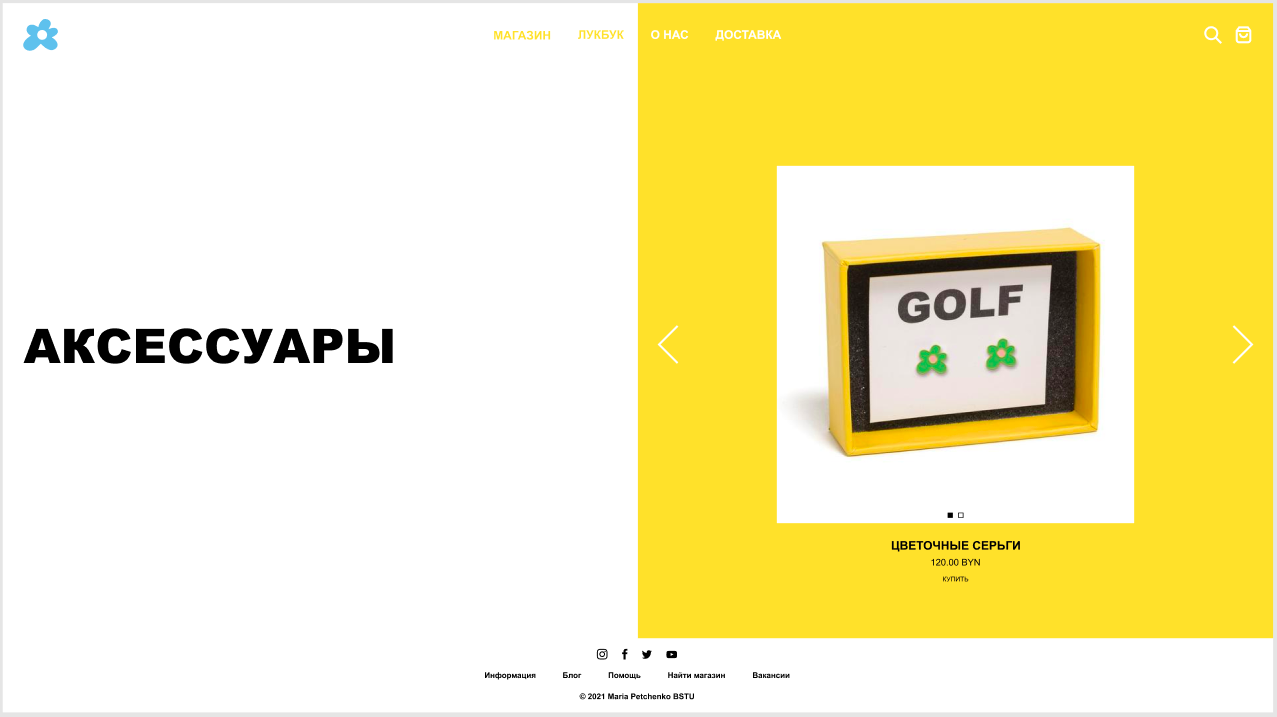 МАГАЗИН ЛУКБУК О НАС ДОСТАВКА
АКСЕССУАРЫ
GOLF
ЦВЕТОЧНЫЕ СЕРЬГИ
120.00 BYN
КУПИТЬ
Информация Блог Помощь Найти магазин Вакансии
© 2021 Maria Petchenko BSTU